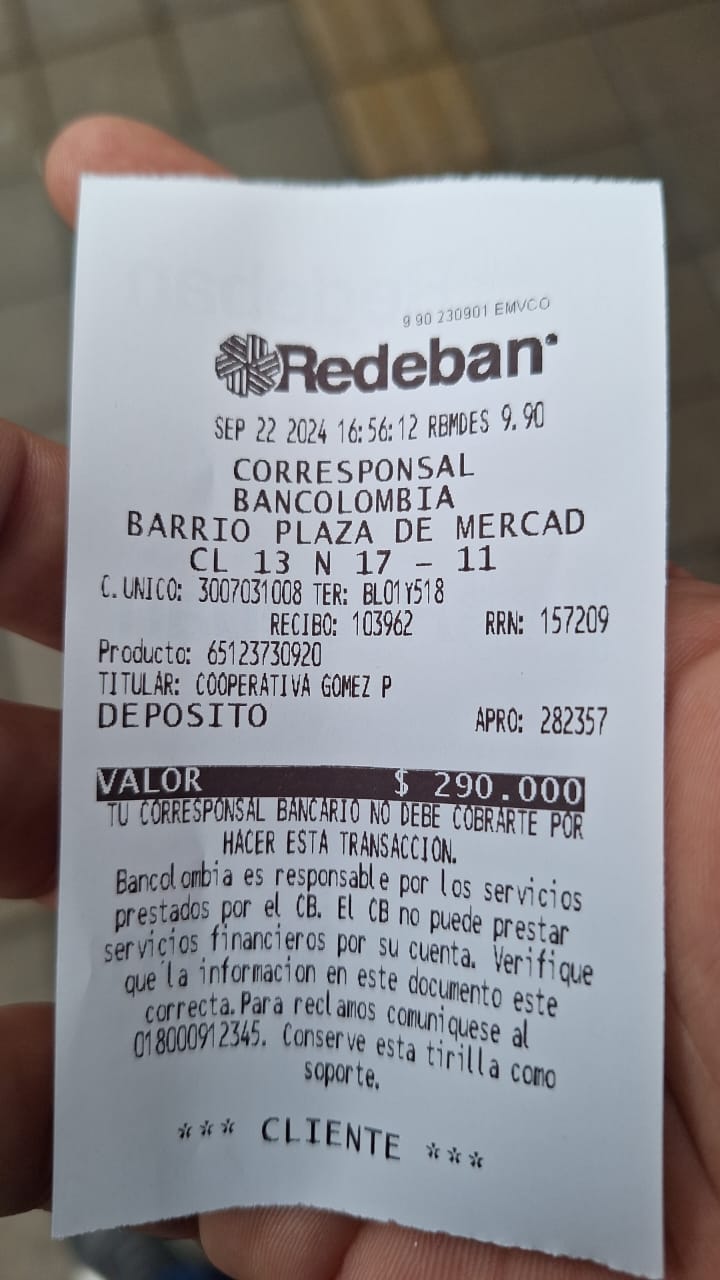 9 90 230901 EMVCO
Redeban
SEP 22 2024 16:56:12 RBMDES 9.90
CORRESPONSAL
BANCOLOMBIA
BARRIO PLAZA DE MERCAD
CL 13 N 17 - 11
C. UNICO: 3007031008 TER: BL01Y518
RECIBO: 103962 RRN: 157209
Producto: 65123730920
TITULAR: COOPERATIVA GOMEZ P
DEPOSITO APRO: 282357
VALOR $ 290.000
TU CORRESPONSAL BANCARIO NO DEBE COBRARTE POR
HACER ESTA TRANSACCION.
Bancolombia es responsable por los servicios
prestados por el CB. El CB no puede prestar
servicios financieros por su cuenta. Verifique
que la informacion en este documento este
correcta. Para reclamos comuniquese al
018000912345. Conserve esta tirilla como
soporte.
*** CLIENTE ***